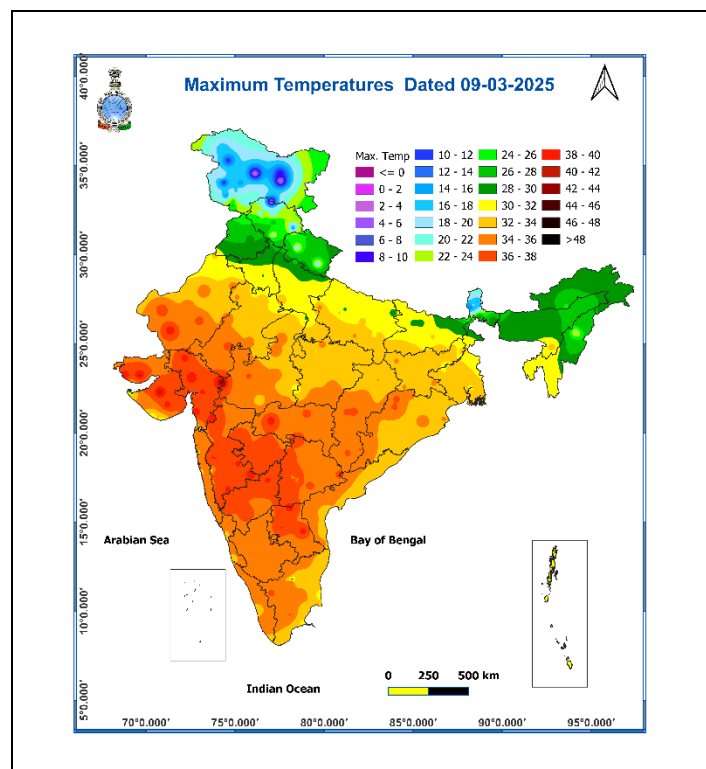 Maximum Temperatures Dated 09-03-2025
Max. Temp
<= 0
0 - 2
2 - 4
4 - 6
6 - 8
8 - 10
10 - 12
12 - 14
14 - 16
16 - 18
18 - 20
20 - 22
22 - 24
24 - 26
26 - 28
28 - 30
30 - 32
32 - 34
34 - 36
36 - 38
38 - 40
40 - 42
42 - 44
44 - 46
46 - 48
>48
40°0.000'
35°0.000'
30°0.000'
25°0.000'
20°0.000'
15°0.000'
10°0.000'
5°0.000'
Arabian Sea
Bay of Bengal
Indian Ocean
0 250 500 km
70°0.000' 75°0.000' 80°0.000' 85°0.000' 90°0.000' 95°0.000'